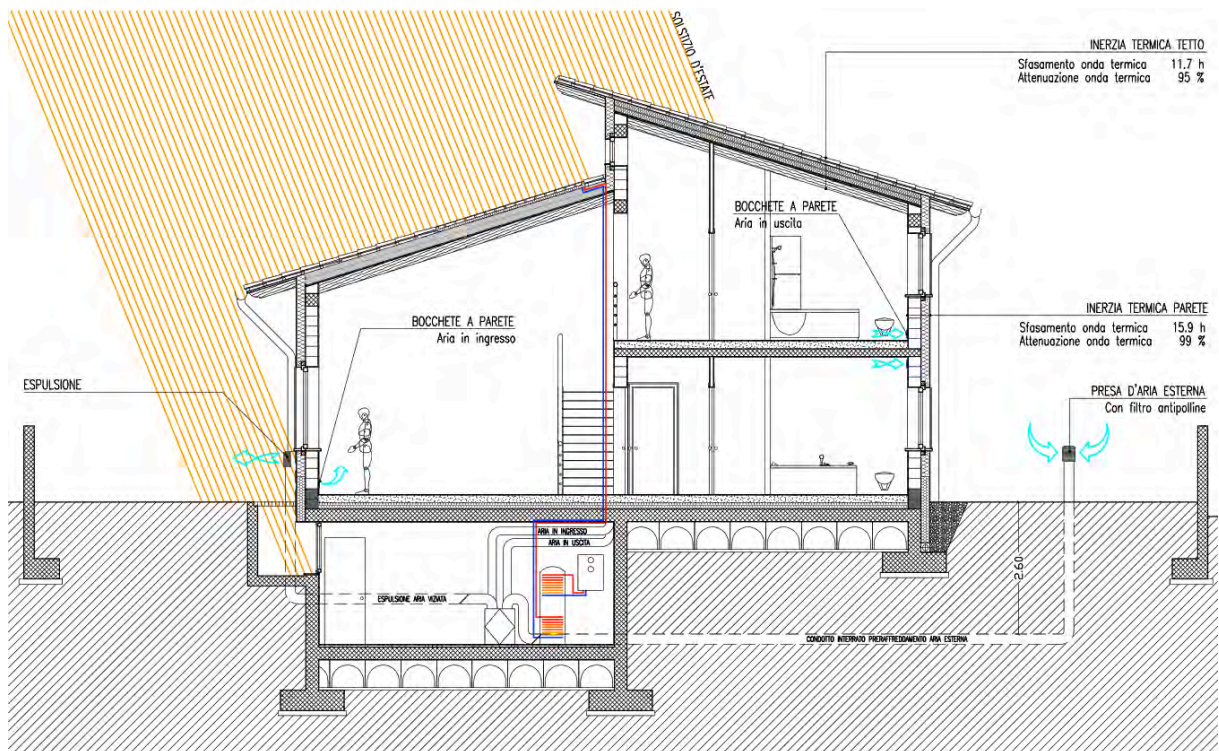 SOLSTIZIO D'ESTATE
INERZIA TERMICA TETTO
Sfasamento onda termica 11.7 h
Attenuazione onda termica 95 %
BOCCHETE A PARETE
Aria in uscita
INERZIA TERMICA PARETE
Sfasamento onda termica 15.9 h
Attenuazione onda termica 99 %
BOCCHETE A PARETE
Aria in ingresso
ESPULSIONE
PRESA D'ARIA ESTERNA
Con filtro antipolline
ARIA IN INGRESSO
ARIA IN USCITA
2.60
ESPULSIONE ARIA VIZIATA
CONDOTTO INTERRATO PRERAFFREDDAMENTO ARIA ESTERNA